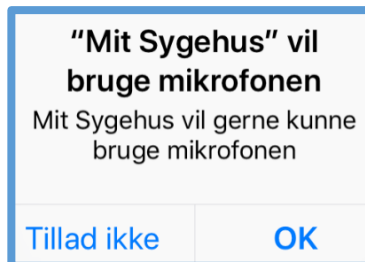 “Mit Sygehus” vil
bruge mikrofonen
Mit Sygehus vil gerne kunne
bruge mikrofonen
Tillad ikke
OK